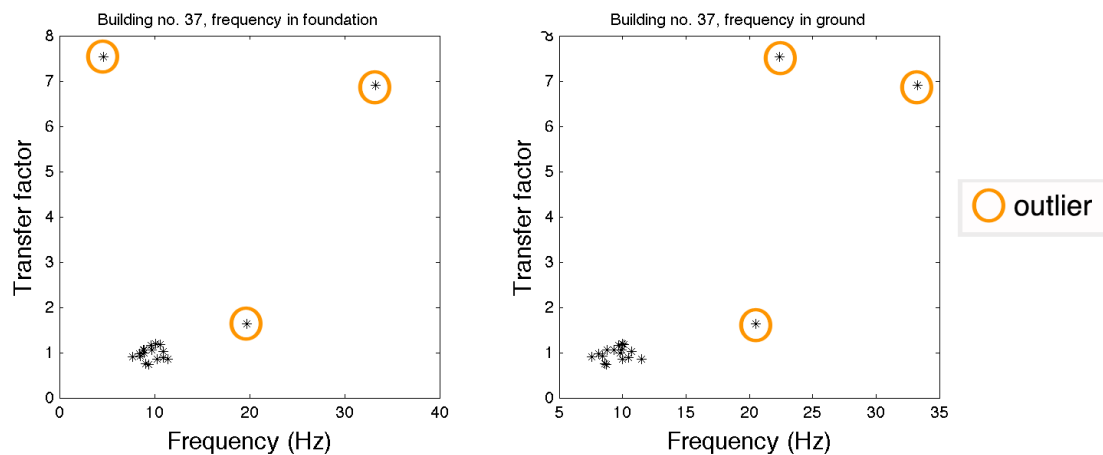 Building no. 37, frequency in foundation
8
7
6
5
4
3
2
1
0
0 10 20 30 40
Transfer factor
Frequency (Hz)
Building no. 37, frequency in ground
8
7
6
5
4
3
2
1
0
5 10 15 20 25 30 35
Transfer factor
Frequency (Hz)
outlier